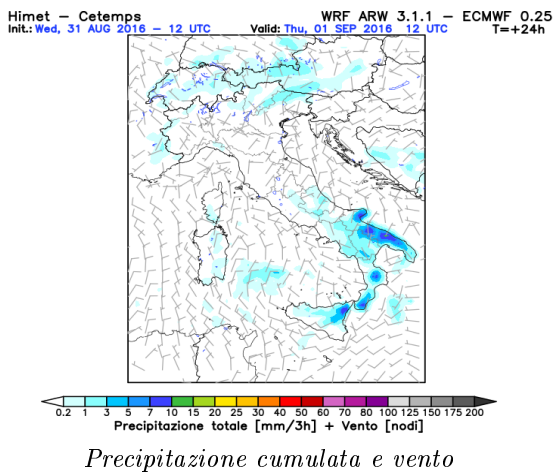 Himet – Cetemps WRF ARW 3.1.1 – ECMWF 0.25
Init.: Wed, 31 AUG 2016 – 12 UTC Valid: Thu, 01 SEP 2016 12 UTC T=+24h
0.2 1 3 5 7 10 15 20 25 30 40 50 60 70 80 100 125 150 175 200
Precipitazione totale [mm/3h] + Vento [nodi]
Precipitazione cumulata e vento